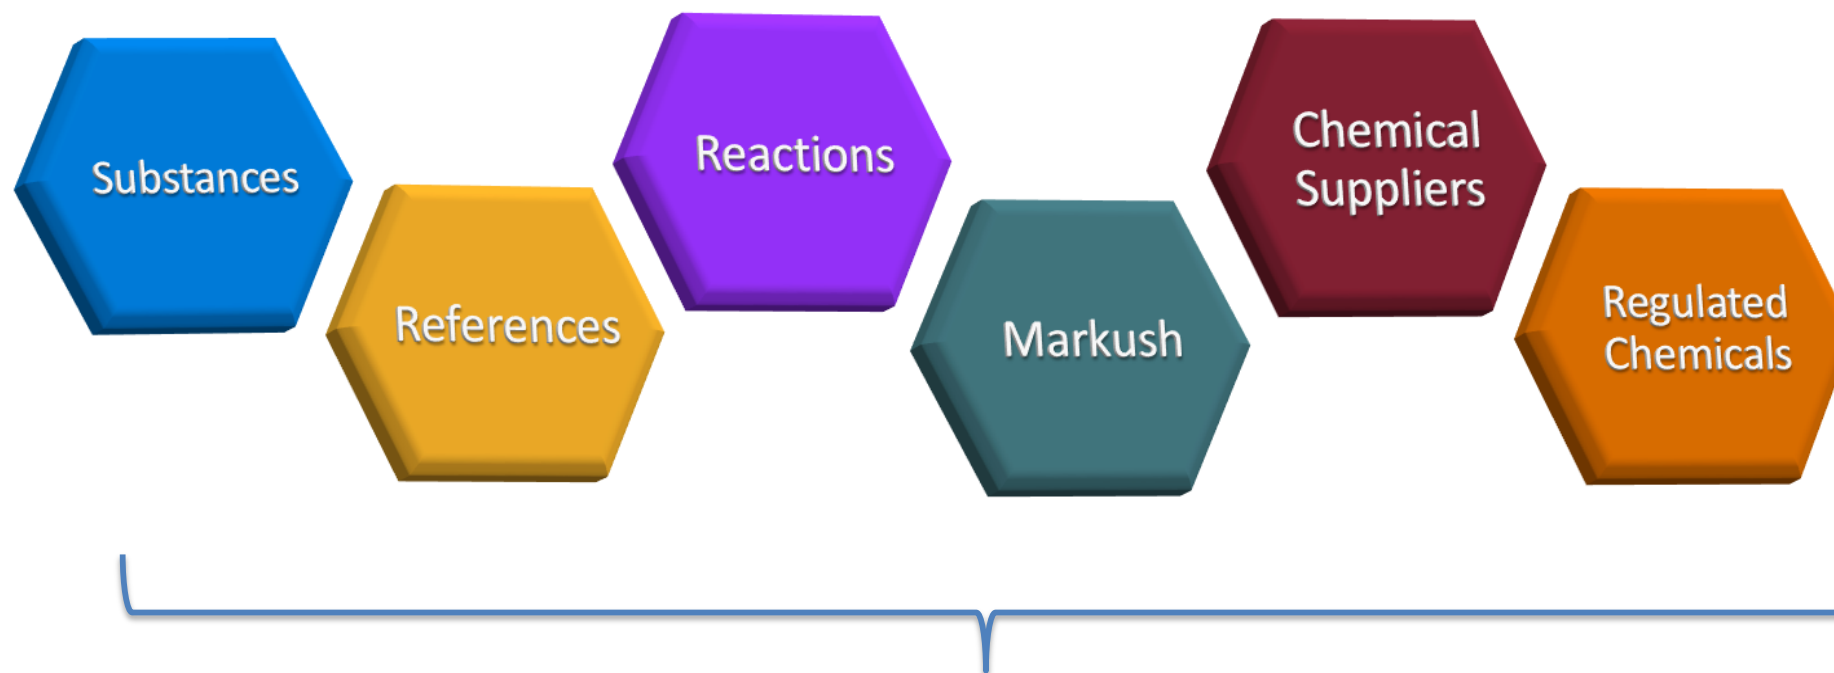 Substances
References
Reactions
Markush
Chemical
Suppliers
Regulated
Chemicals